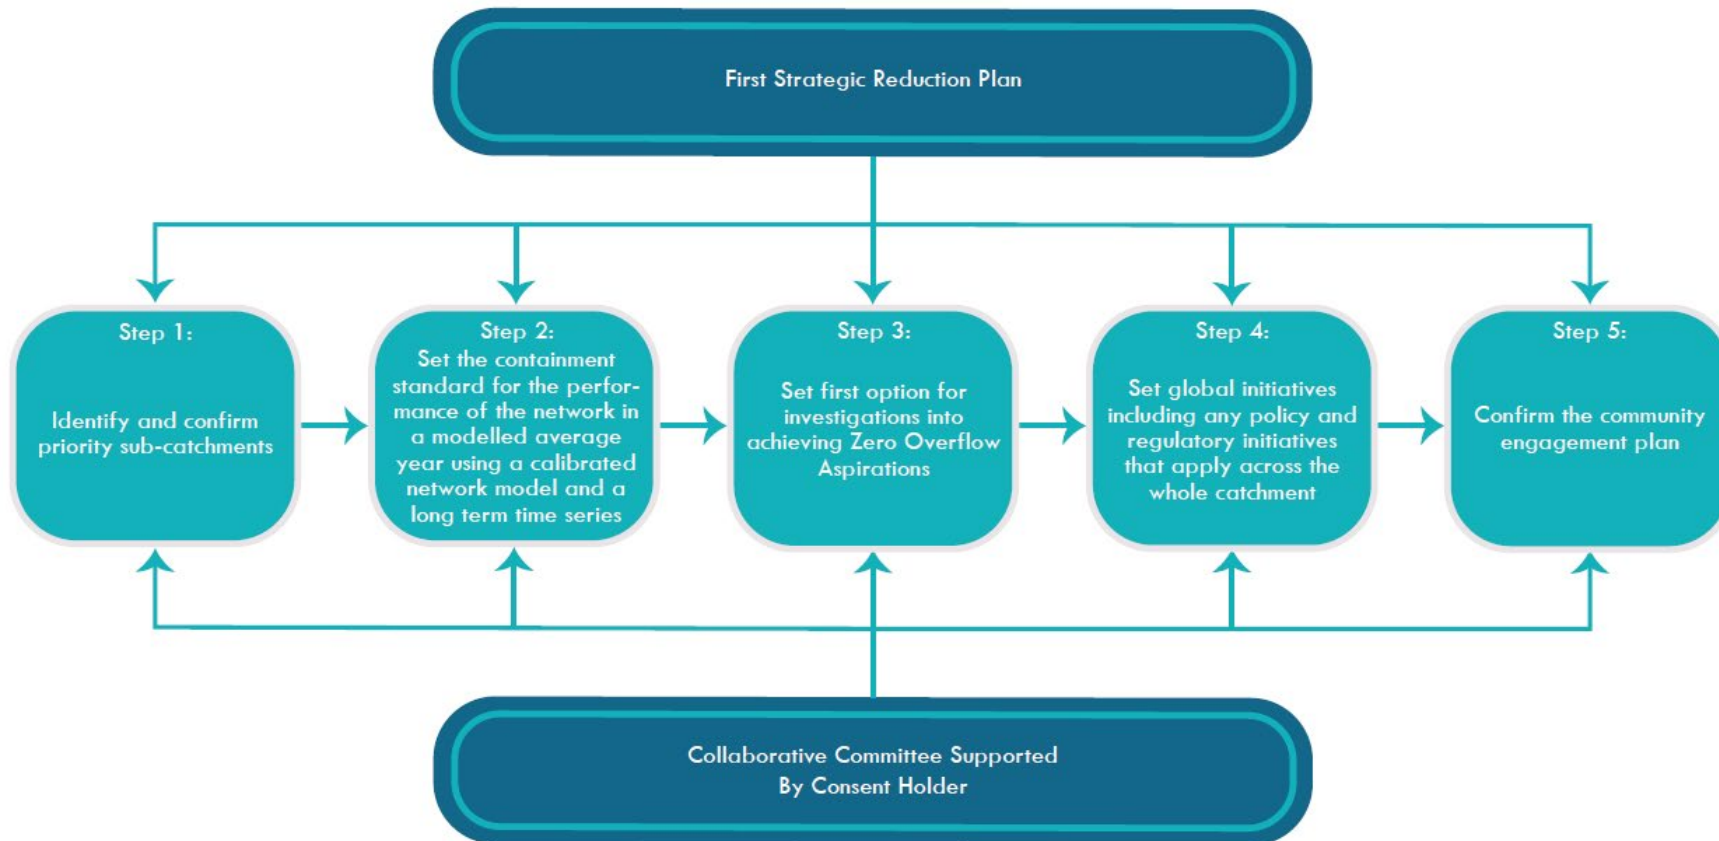 First Strategic Reduction Plan
Step 1:
Identify and confirm
priority sub-catchments
Step 2:
Set the containment
standard for the perfor-
mance of the network in
a modelled average
year using a calibrated
network model and a
long term time series
Step 3:
Set first option for
investigations into
achieving Zero Overflow
Aspirations
Step 4:
Set global initiatives
including any policy and
regulatory initiatives
that apply across the
whole catchment
Step 5:
Confirm the community
engagement plan
Collaborative Committee Supported
By Consent Holder